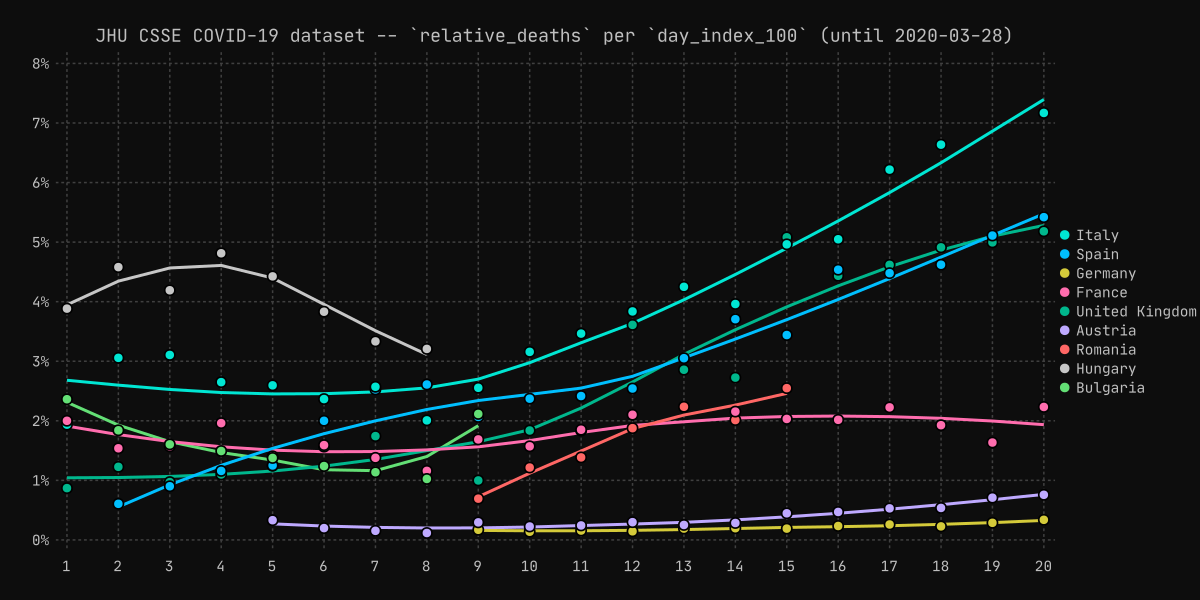 JHU CSSE COVID-19 dataset -- `relative_deaths` per `day_index_100` (until 2020-03-28)
8%
7%
6%
5%
4%
3%
2%
1%
0%
1 2 3 4 5 6 7 8 9 10 11 12 13 14 15 16 17 18 19 20
Italy
Spain
Germany
France
United Kingdom
Austria
Romania
Hungary
Bulgaria